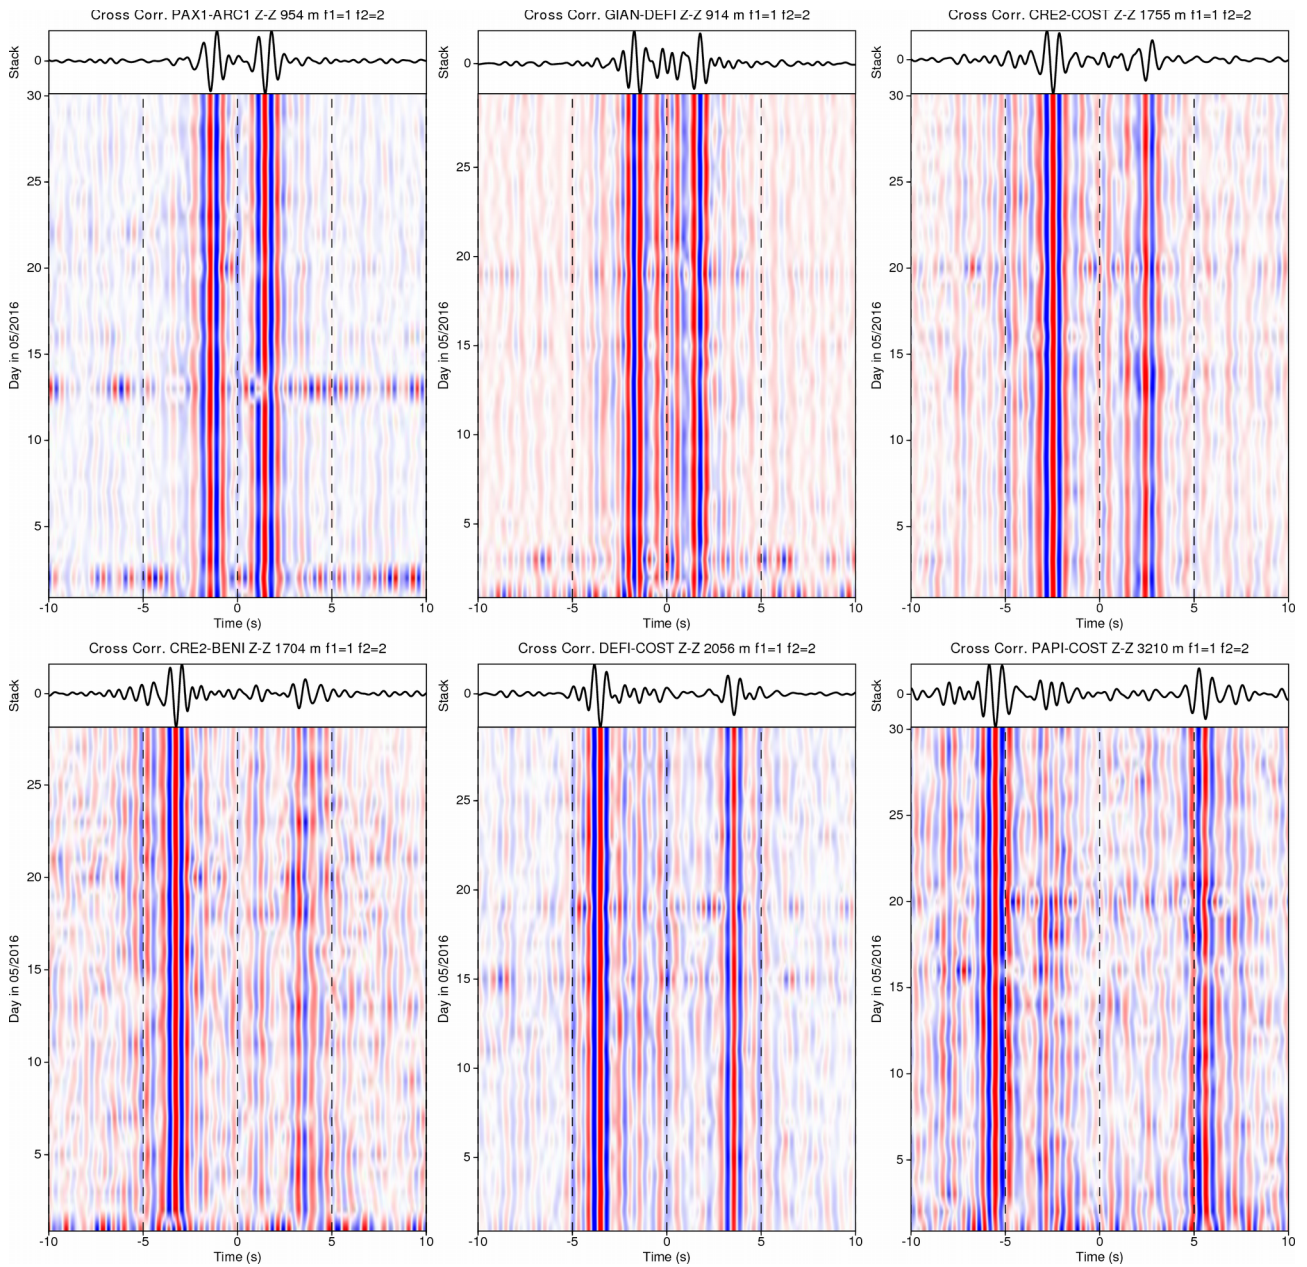 Cross Corr. PAX1-ARC1 Z-Z 954 m f1=1 f2=2
Stack
0
30
25
20
15
10
5
Day in 05/2016
-10 -5 0 5 10
Time (s)
Cross Corr. GIAN-DEFI Z-Z 914 m f1=1 f2=2
Stack
0
25
20
15
10
5
Day in 05/2016
-10 -5 0 5 10
Time (s)
Cross Corr. CRE2-COST Z-Z 1755 m f1=1 f2=2
Stack
0
30
25
20
15
10
5
Day in 05/2016
-10 -5 0 5 10
Time (s)
Cross Corr. CRE2-BENI Z-Z 1704 m f1=1 f2=2
Stack
0
25
20
15
10
5
Day in 05/2016
-10 -5 0 5 10
Time (s)
Cross Corr. DEFI-COST Z-Z 2056 m f1=1 f2=2
Stack
0
25
20
15
10
5
Day in 05/2016
-10 -5 0 5 10
Time (s)
Cross Corr. PAPI-COST Z-Z 3210 m f1=1 f2=2
Stack
0
30
25
20
15
10
5
Day in 05/2016
-10 -5 0 5 10
Time (s)